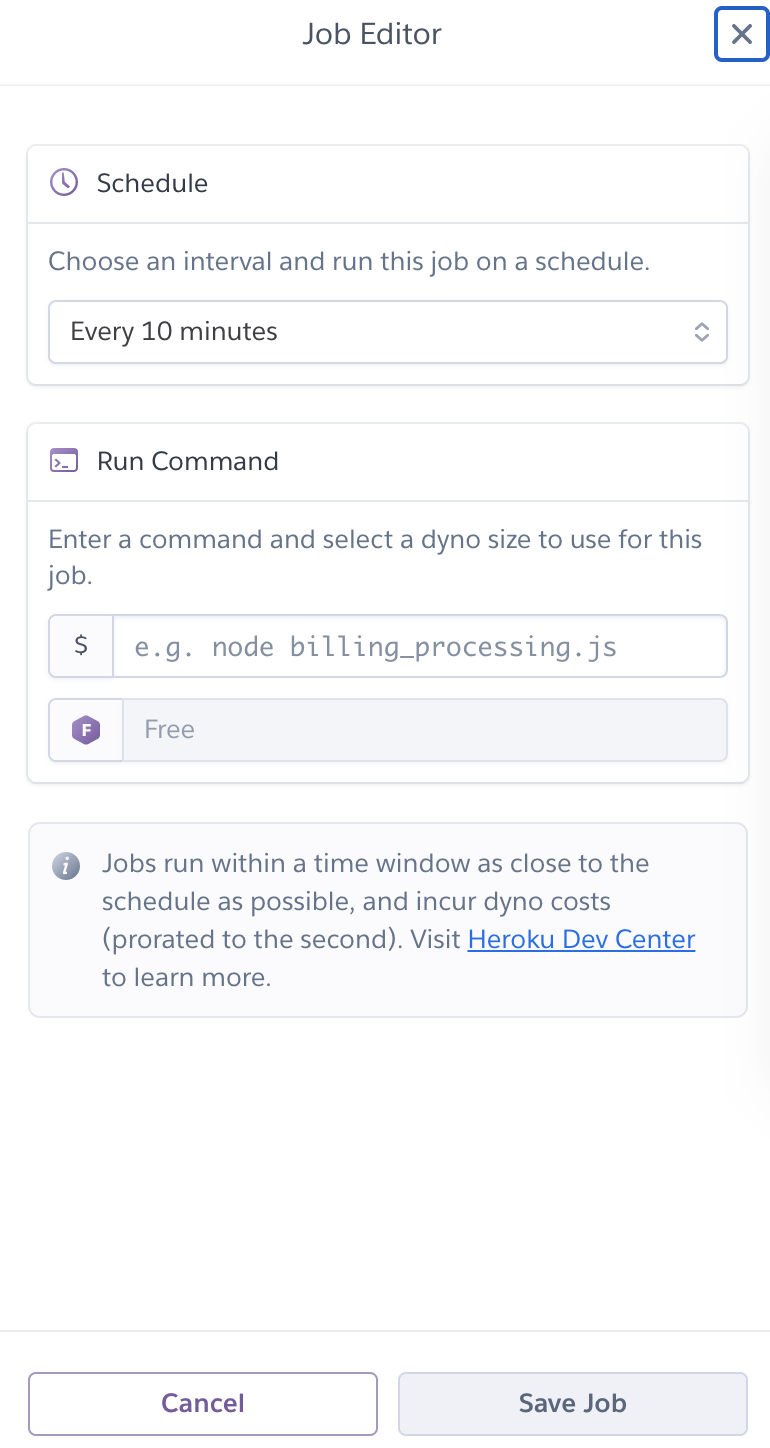 Job Editor
Schedule
Choose an interval and run this job on a schedule.
Every 10 minutes
Run Command
Enter a command and select a dyno size to use for this
job.
$
e.g. node billing_processing.js
F
Free
i
Jobs run within a time window as close to the
schedule as possible, and incur dyno costs
(prorated to the second). Visit Heroku Dev Center
to learn more.
Cancel
Save Job